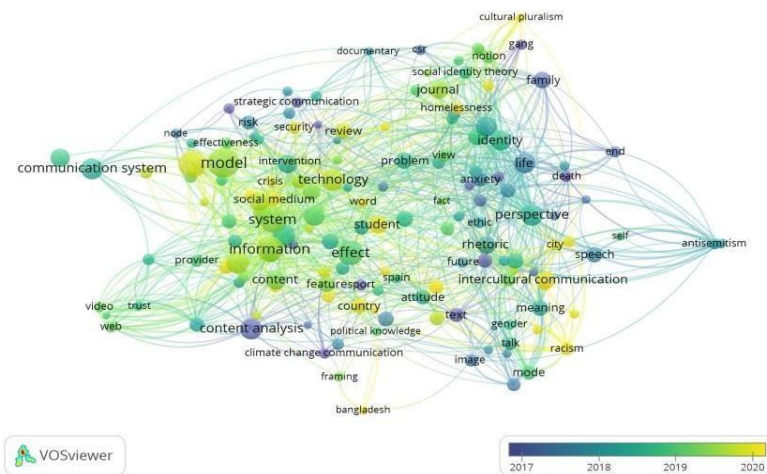 cultural pluralism
gang
documentary
csr
notion
social identity theory
family
journal
strategic communication
homelessness
risk
security
review
node
effectiveness
identity
end
view
communication system
model
intervention
problem
life
crisis
technology
anxiety
death
social medium
word
fact
system
student
ethic
perspective
self
information
effect
rhetoric
city
antisemitism
provider
future
speech
content
featuresport
spain
intercultural communication
attitude
video
trust
country
meaning
web
content analysis
political knowledge
text
gender
talk
climate change communication
image
racism
framing
mode
bangladesh
VOSviewer
2017 2018 2019 2020